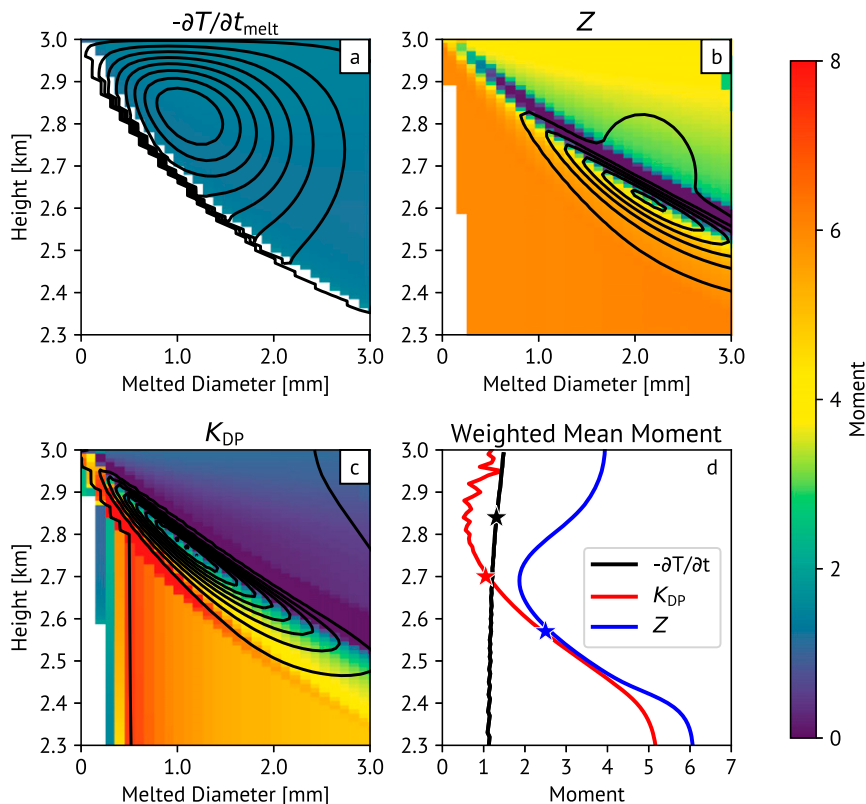 -∂T/∂t_melt
a
3.0
2.9
2.8
2.7
2.6
2.5
2.4
2.3
Height [km]
0 1.0 2.0 3.0
Melted Diameter [mm]
Z
b
3.0
2.9
2.8
2.7
2.6
2.5
2.4
2.3
0 1.0 2.0 3.0
Melted Diameter [mm]
8
6
4
2
0
Moment
K_DP
c
3.0
2.9
2.8
2.7
2.6
2.5
2.4
2.3
Height [km]
0 1.0 2.0 3.0
Melted Diameter [mm]
Weighted Mean Moment
d
3.0
2.9
2.8
2.7
2.6
2.5
2.4
2.3
-∂T/∂t
K_DP
Z
0 1 2 3 4 5 6 7
Moment